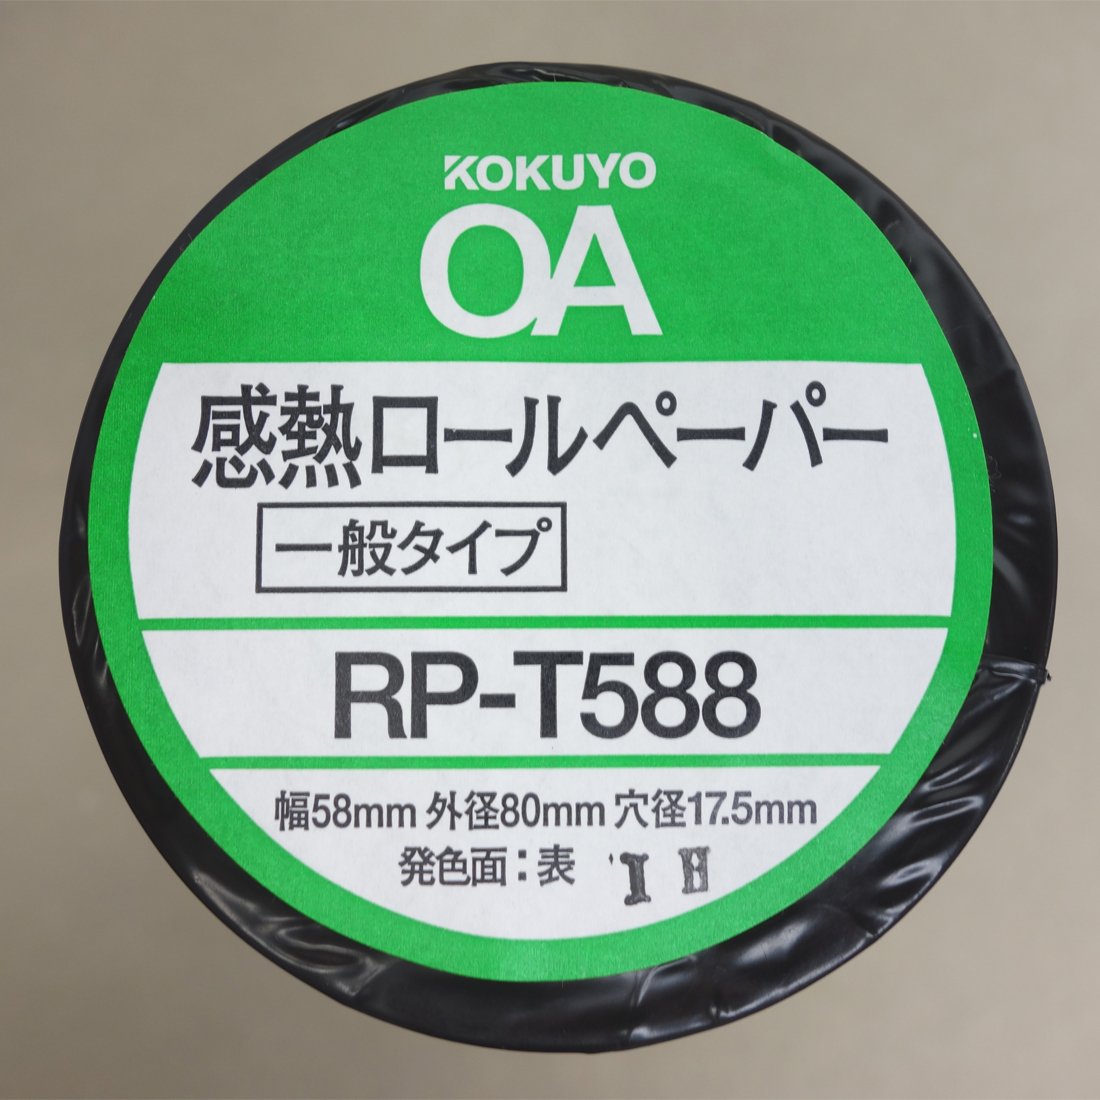 KOKUYO
OA
感熱ロールペーパー
一般タイプ
RP-T588
幅58mm 外径80mm 穴径17.5mm
発色面：表